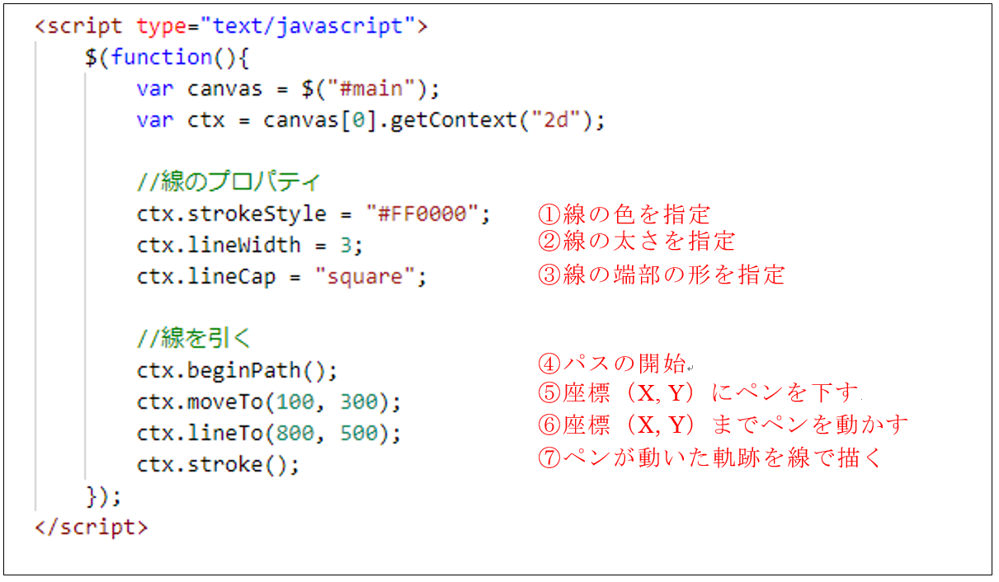 <script type="text/javascript">
$(function(){
var canvas = $("#main");
var ctx = canvas[0].getContext("2d");
//線のプロパティ
ctx.strokeStyle = "#FF0000"; ①線の色を指定
ctx.lineWidth = 3; ②線の太さを指定
ctx.lineCap = "square"; ③線の端部の形を指定
//線を引く
ctx.beginPath(); ④パスの開始
ctx.moveTo(100, 300); ⑤座標（X, Y）にペンを下す
ctx.lineTo(800, 500); ⑥座標（X, Y）までペンを動かす
ctx.stroke(); ⑦ペンが動いた軌跡を線で描く
});
</script>